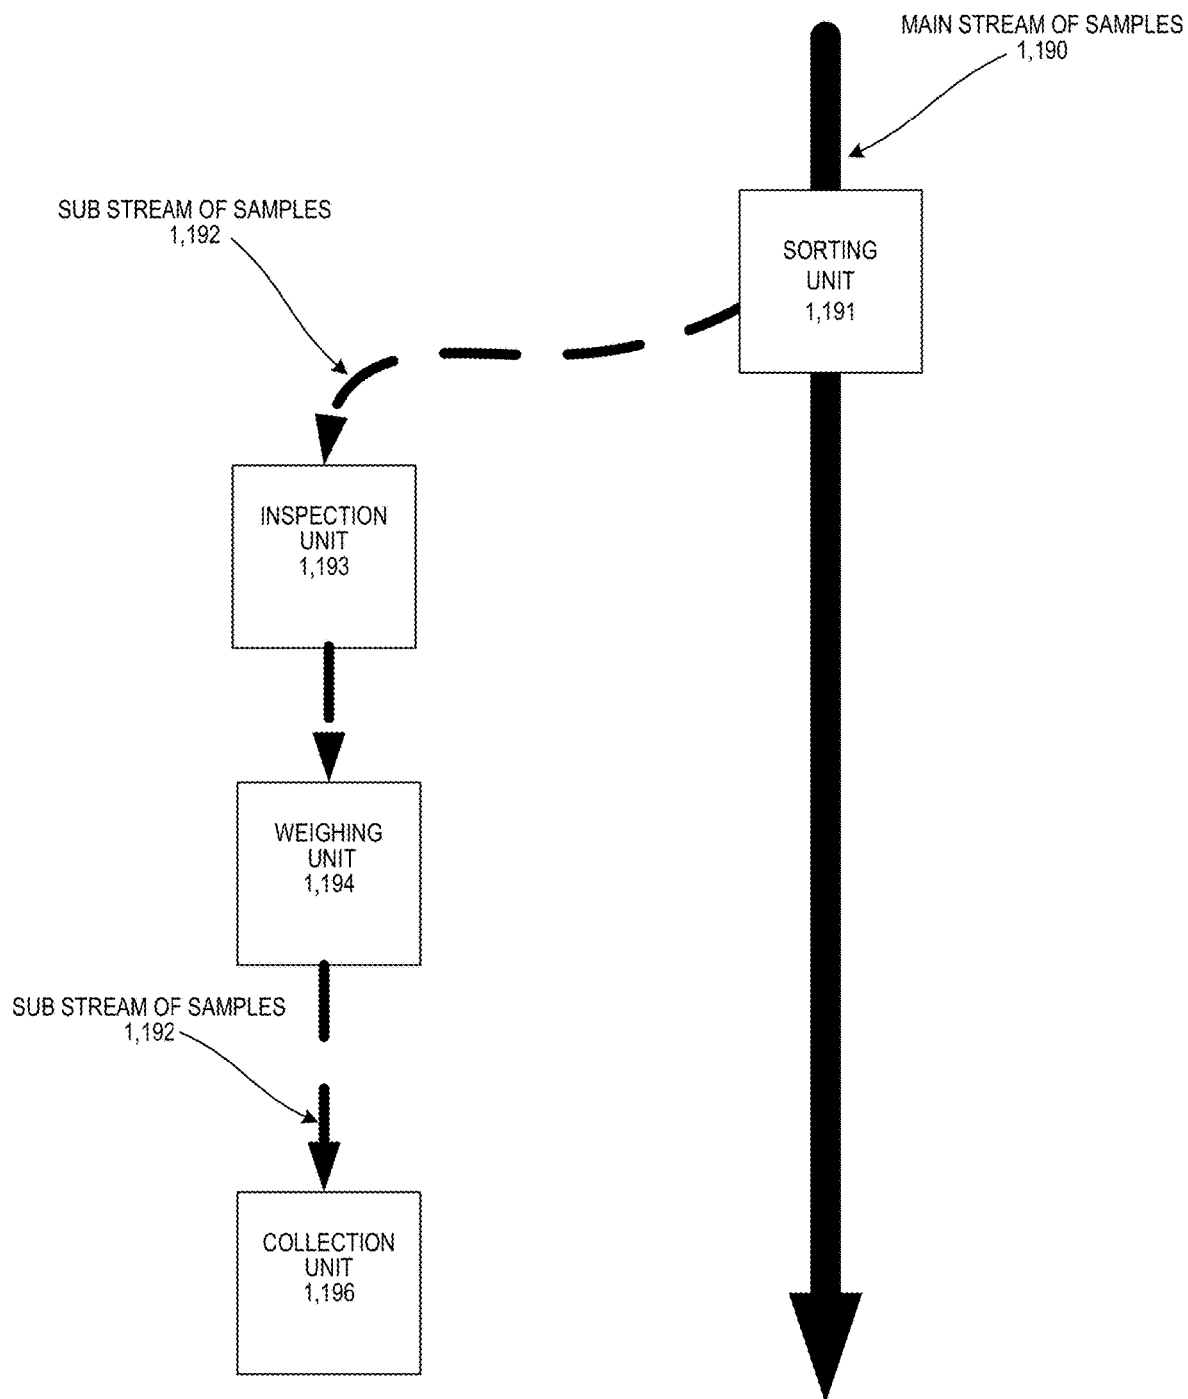 MAIN STREAM OF SAMPLES
1,190
SUB STREAM OF SAMPLES
1,192
SORTING
UNIT
1,191
INSPECTION
UNIT
1,193
WEIGHING
UNIT
1,194
SUB STREAM OF SAMPLES
1,192
COLLECTION
UNIT
1,196